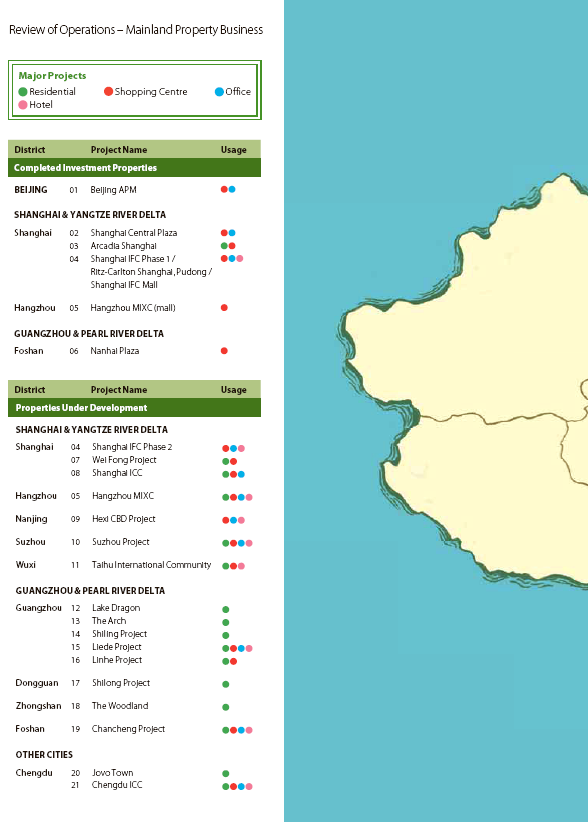 Review of Operations – Mainland Property Business
Major Projects
Residential Shopping Centre Office
Hotel
District Project Name Usage
Completed Investment Properties
BEIJING 01 Beijing APM
SHANGHAI & YANGTZE RIVER DELTA
Shanghai 02 Shanghai Central Plaza
03 Arcadia Shanghai
04 Shanghai IFC Phase 1 /
Ritz-Carlton Shanghai, Pudong /
Shanghai IFC Mall
Hangzhou 05 Hangzhou MIXC (mall)
GUANGZHOU & PEARL RIVER DELTA
Foshan 06 Nanhai Plaza
District Project Name Usage
Properties Under Development
SHANGHAI & YANGTZE RIVER DELTA
Shanghai 04 Shanghai IFC Phase 2
07 Wei Fong Project
08 Shanghai ICC
Hangzhou 05 Hangzhou MIXC
Nanjing 09 Hexi CBD Project
Suzhou 10 Suzhou Project
Wuxi 11 Taihu International Community
GUANGZHOU & PEARL RIVER DELTA
Guangzhou 12 Lake Dragon
13 The Arch
14 Shiling Project
15 Liede Project
16 Linhe Project
Dongguan 17 Shilong Project
Zhongshan 18 The Woodland
Foshan 19 Chancheng Project
OTHER CITIES
Chengdu 20 Jovo Town
21 Chengdu ICC